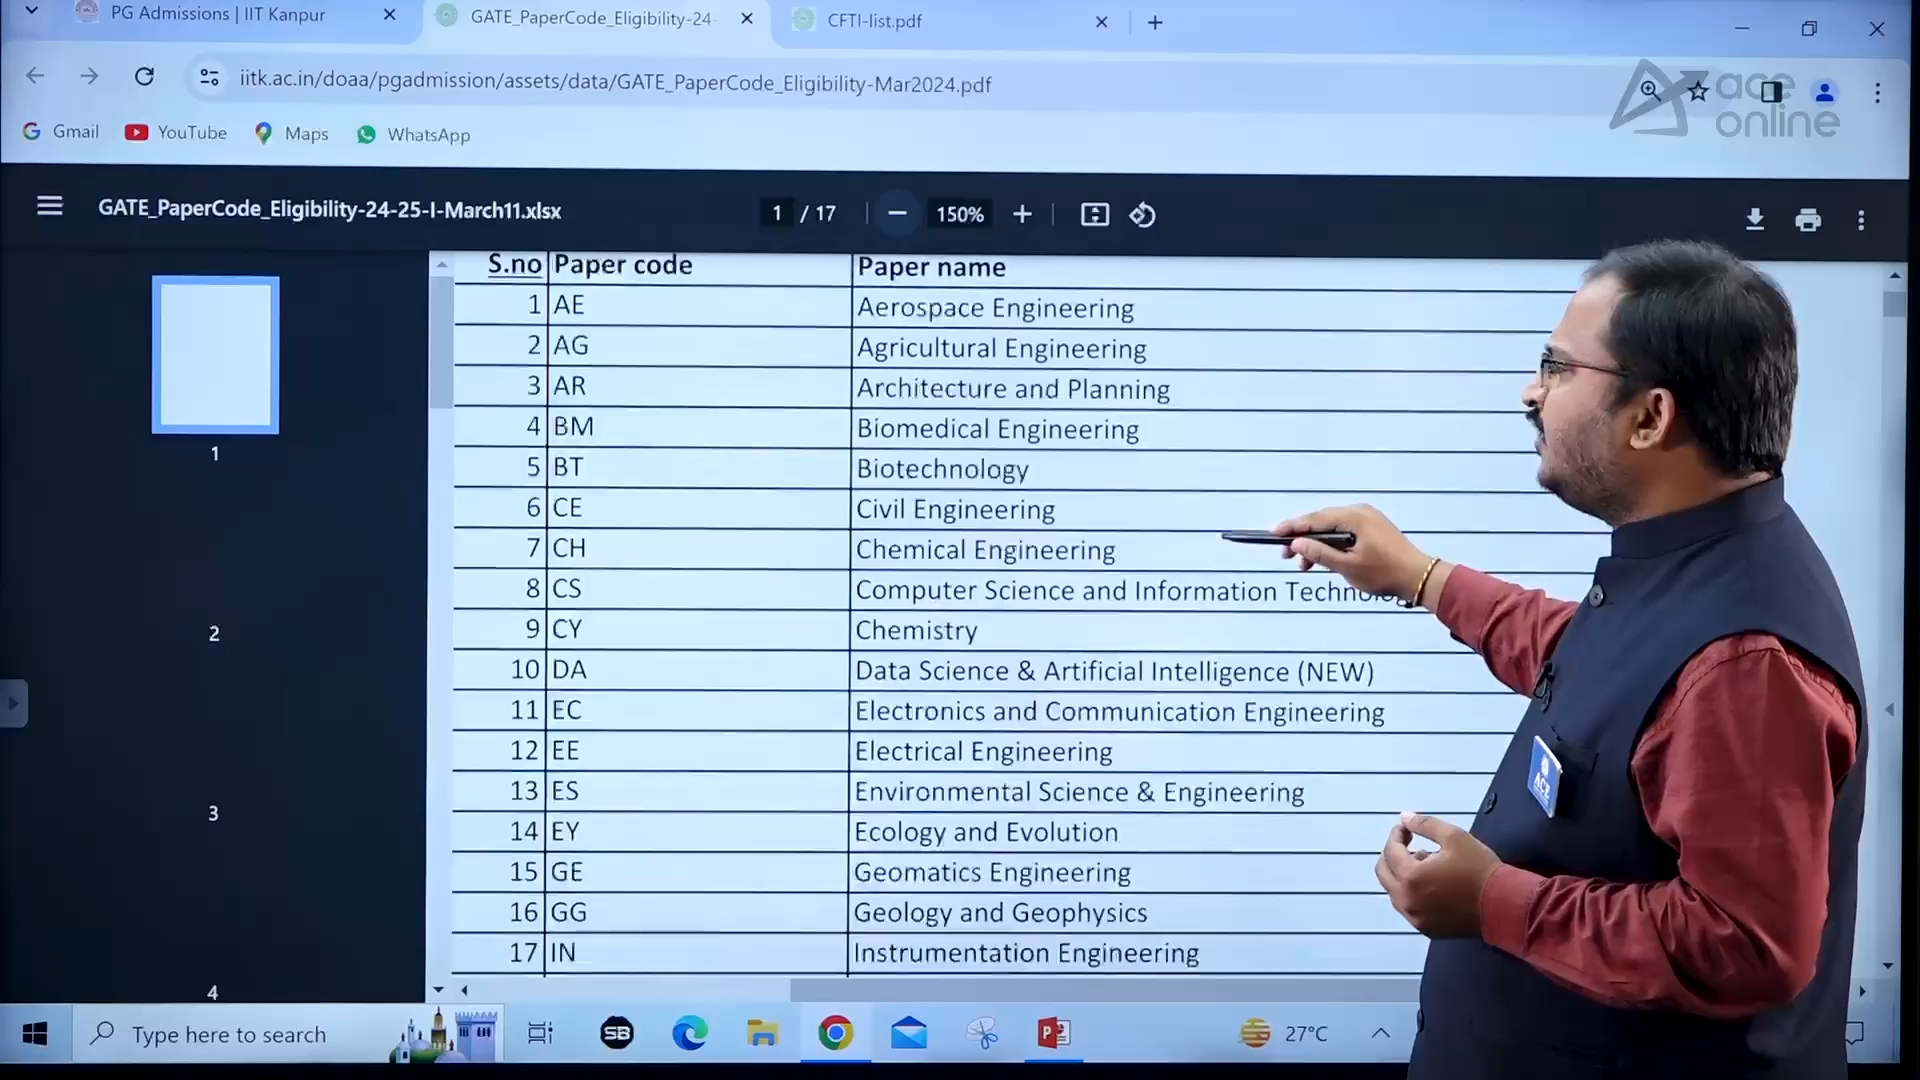 PG Admissions | IIT Kanpur
GATE_PaperCode_Eligibility-24-
CFTI-list.pdf
iitk.ac.in/doaa/pgadmission/assets/data/GATE_PaperCode_Eligibility-Mar2024.pdf
ace online
Gmail
YouTube
Maps
WhatsApp
GATE_PaperCode_Eligibility-24-25-I-March11.xlsx
1 / 17
150%
S.no Paper code Paper name
1 AE Aerospace Engineering
2 AG Agricultural Engineering
3 AR Architecture and Planning
4 BM Biomedical Engineering
5 BT Biotechnology
6 CE Civil Engineering
7 CH Chemical Engineering
8 CS Computer Science and Information Technolog
9 CY Chemistry
10 DA Data Science & Artificial Intelligence (NEW)
11 EC Electronics and Communication Engineering
12 EE Electrical Engineering
13 ES Environmental Science & Engineering
14 EY Ecology and Evolution
15 GE Geomatics Engineering
16 GG Geology and Geophysics
17 IN Instrumentation Engineering
1
2
3
4
ACE
Type here to search
SB
27°C